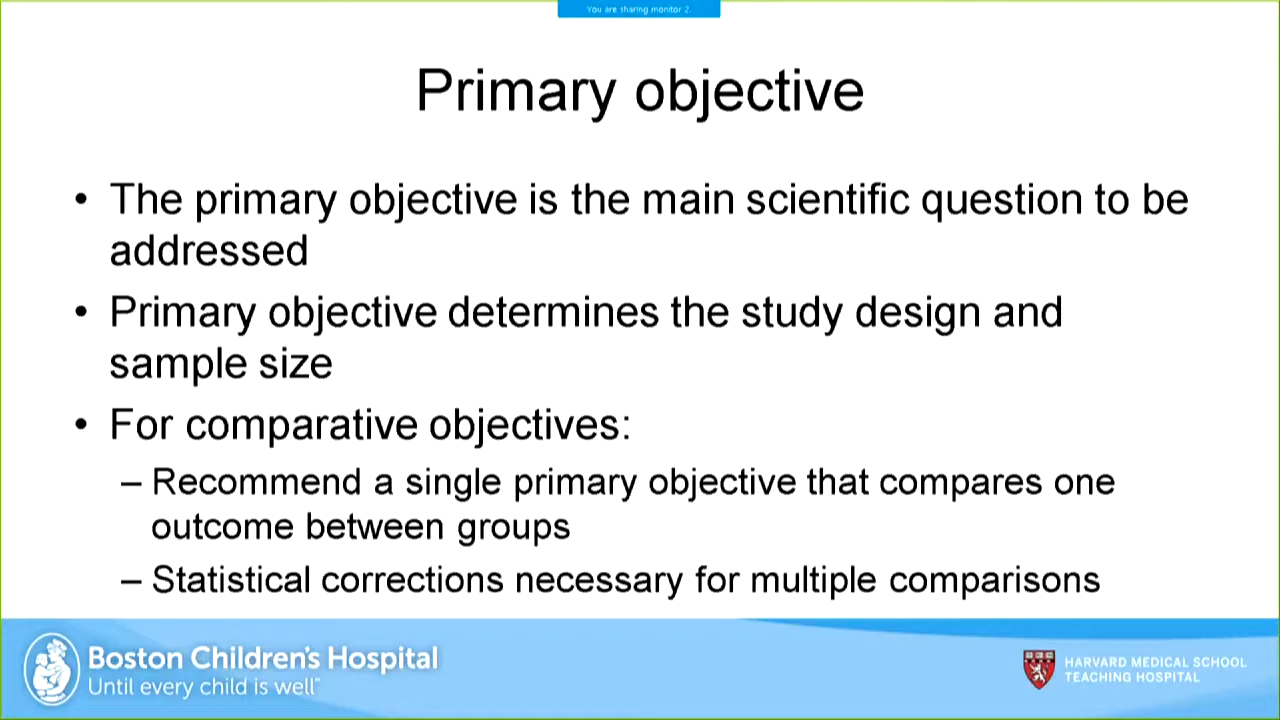 You are sharing monitor 2.
Primary objective
• The primary objective is the main scientific question to be
addressed
• Primary objective determines the study design and
sample size
• For comparative objectives:
– Recommend a single primary objective that compares one
outcome between groups
– Statistical corrections necessary for multiple comparisons
Boston Children's Hospital
Until every child is well™
HARVARD MEDICAL SCHOOL
TEACHING HOSPITAL